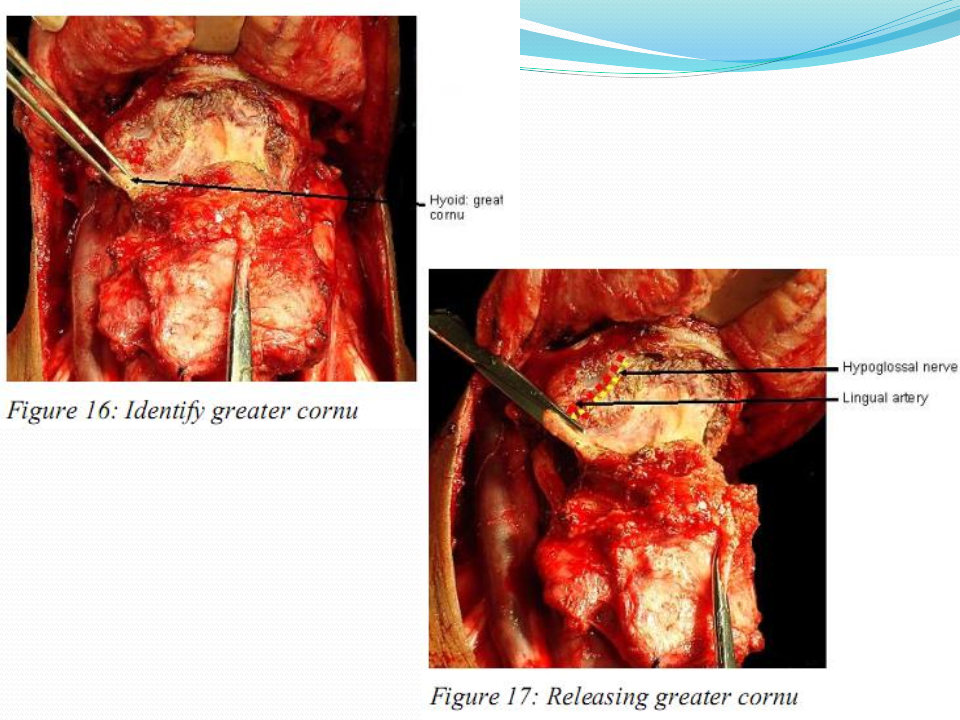 Hyoid: great
cornu
Figure 16: Identify greater cornu
Hypoglossal nerve
Lingual artery
Figure 17: Releasing greater cornu